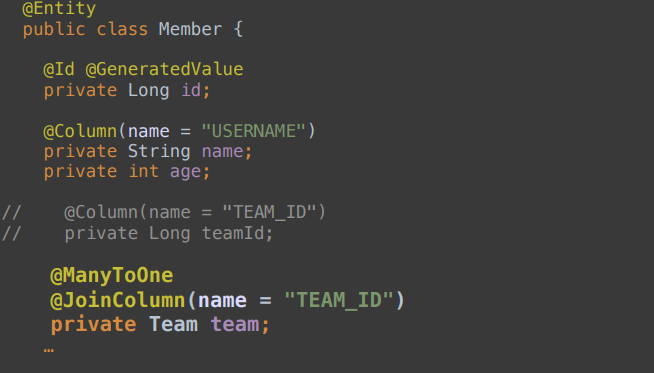 @Entity
public class Member {
@Id @GeneratedValue
private Long id;
@Column(name = "USERNAME")
private String name;
private int age;
//    @Column(name = "TEAM_ID")
//    private Long teamId;
@ManyToOne
@JoinColumn(name = "TEAM_ID")
private Team team;
…